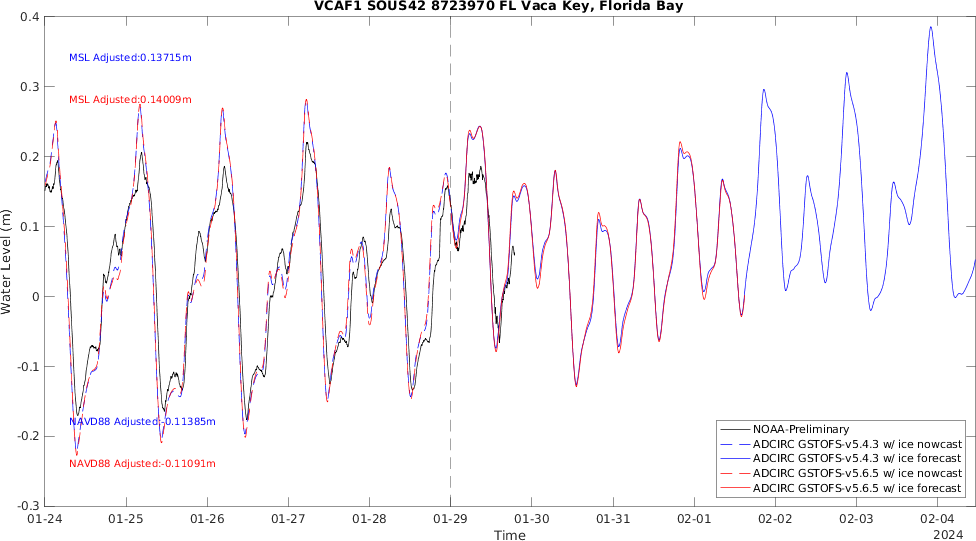 VCAF1 SOUS42 8723970 FL Vaca Key, Florida Bay
0.4
0.3
0.2
0.1
0
-0.1
-0.2
-0.3
Water Level (m)
MSL Adjusted:0.13715m
MSL Adjusted:0.14009m
NAVD88 Adjusted:-0.11385m
NAVD88 Adjusted:-0.11091m
NOAA-Preliminary
ADCIRC GSTOFS-v5.4.3 w/ ice nowcast
ADCIRC GSTOFS-v5.4.3 w/ ice forecast
ADCIRC GSTOFS-v5.6.5 w/ ice nowcast
ADCIRC GSTOFS-v5.6.5 w/ ice forecast
01-24 01-25 01-26 01-27 01-28 01-29 01-30 01-31 02-01 02-02 02-03 02-04
Time
2024